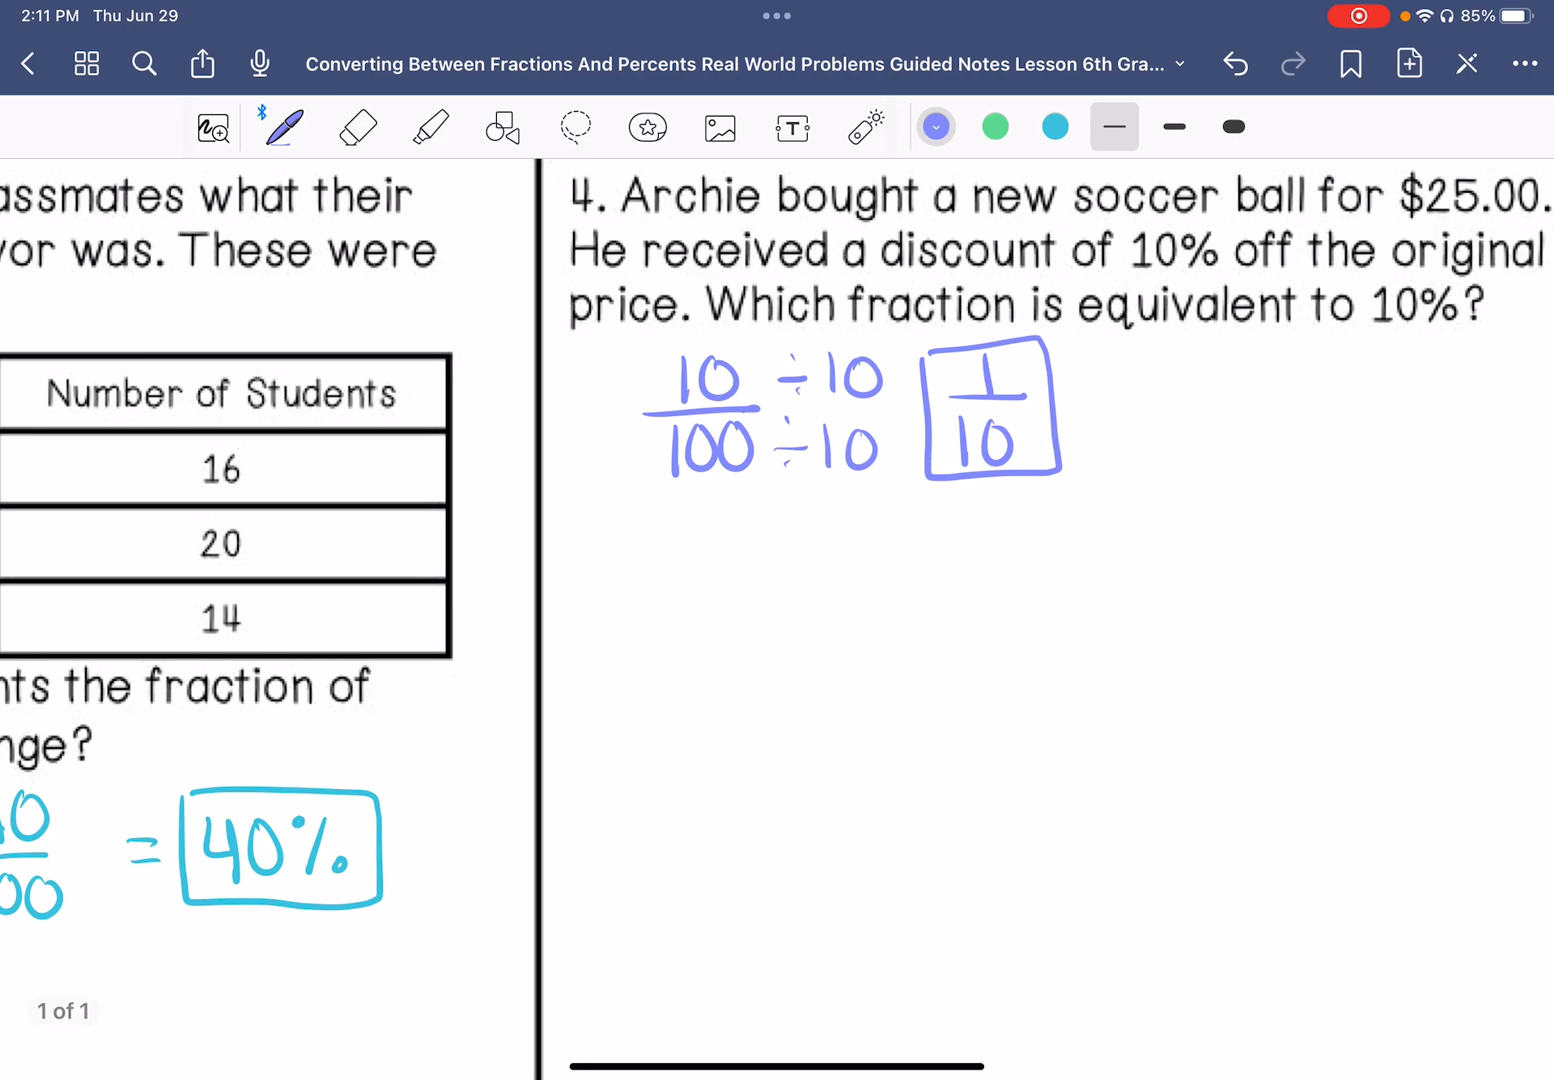 2:11 PM Thu Jun 29
85%
Converting Between Fractions And Percents Real World Problems Guided Notes Lesson 6th Gra...
T
assmates what their
vor was. These were
Number of Students
16
20
14
nts the fraction of
nge?
= 40%
00
1 of 1
4. Archie bought a new soccer ball for $25.00.
He received a discount of 10% off the original
price. Which fraction is equivalent to 10%?
10 ÷ 10 1
100 ÷ 10 10